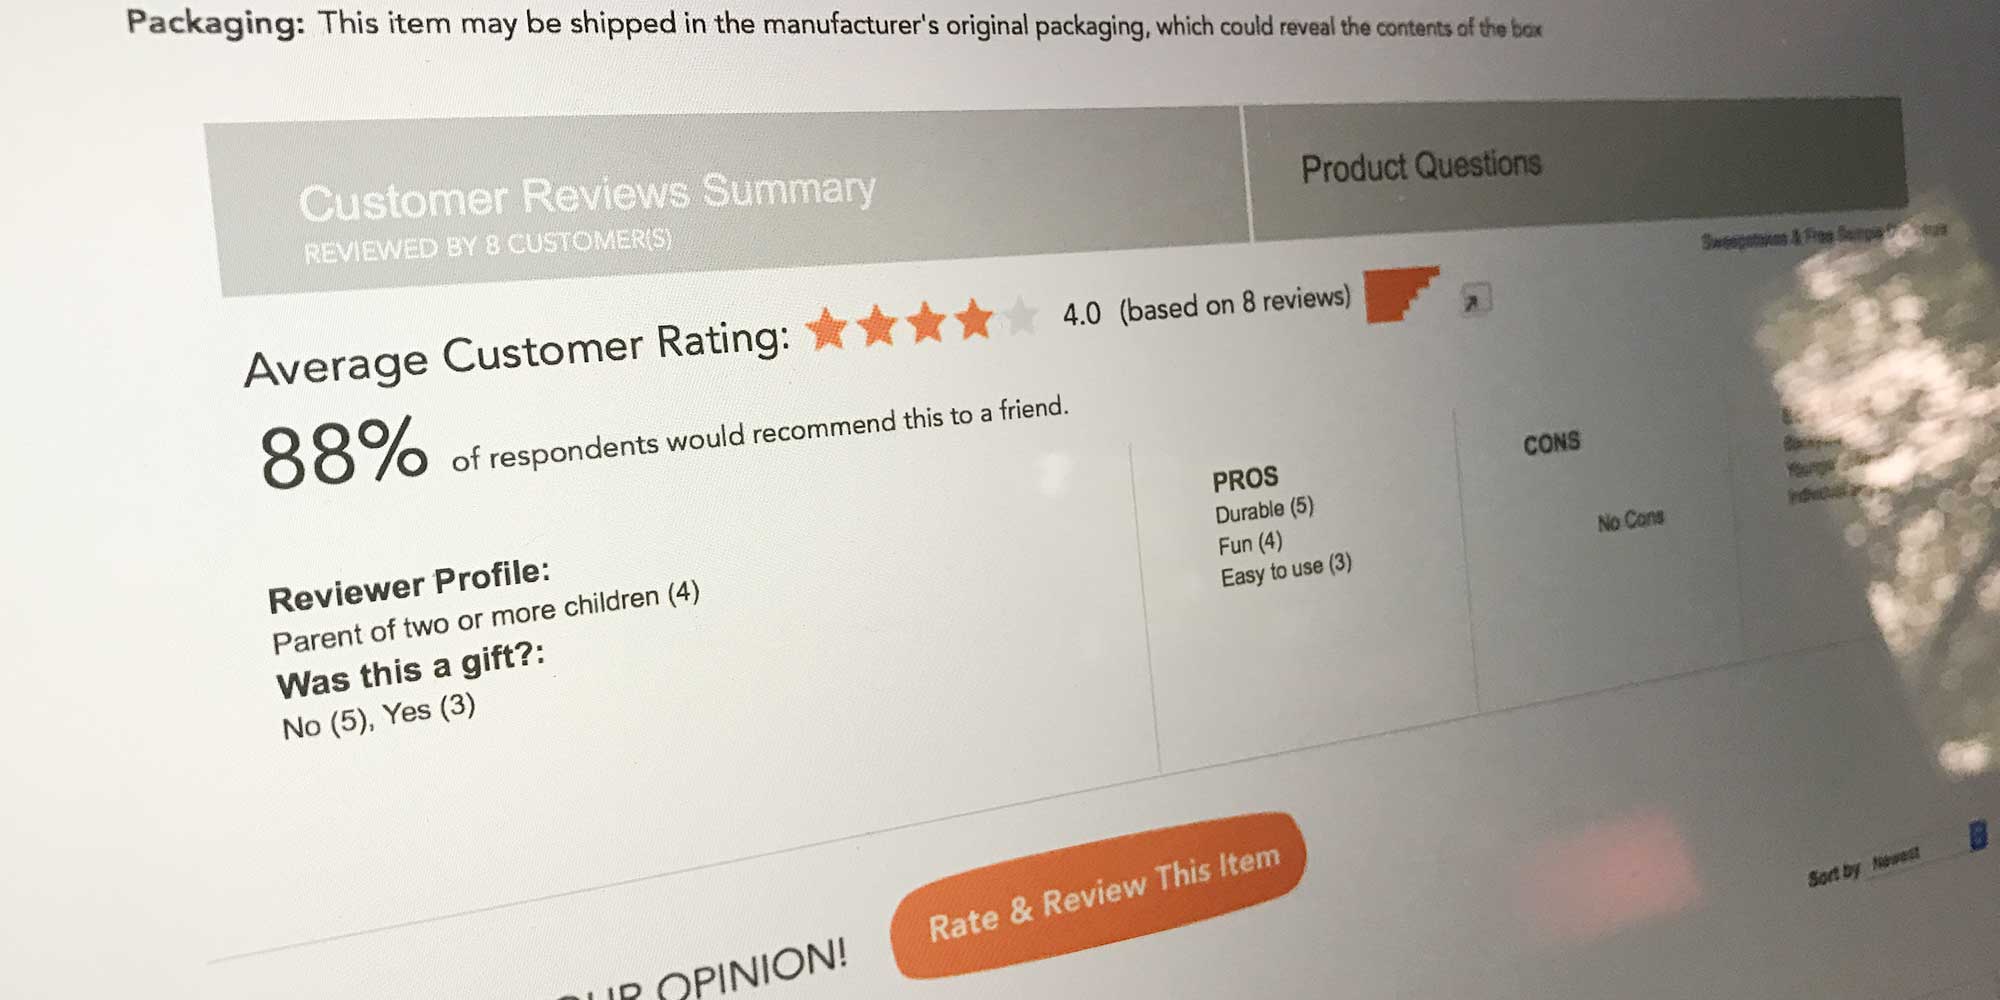 Packaging: This item may be shipped in the manufacturer's original packaging, which could reveal the contents of the box
Customer Reviews Summary
REVIEWED BY 8 CUSTOMER(S)
Product Questions
Sweepstakes & Free
Average Customer Rating: 4.0 (based on 8 reviews)
88% of respondents would recommend this to a friend.
Reviewer Profile:
Parent of two or more children (4)
Was this a gift?:
No (5), Yes (3)
PROS
Durable (5)
Fun (4)
Easy to use (3)
CONS
No Cons
Sort by Newest
OPINION!
Rate & Review This Item